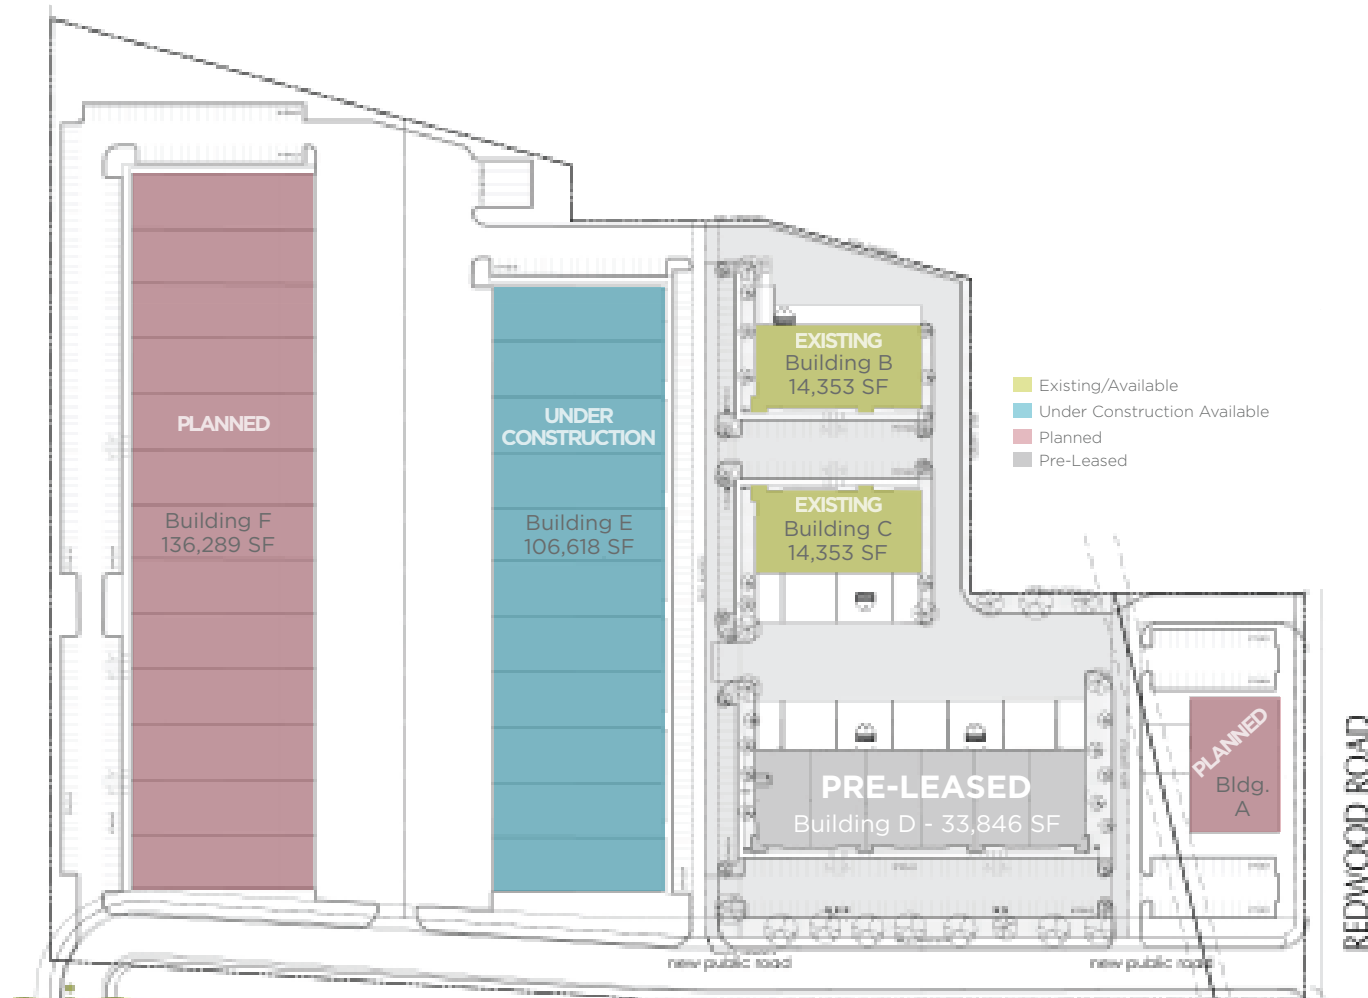 PLANNED
Building F
136,289 SF
UNDER
CONSTRUCTION
Building E
106,618 SF
EXISTING
Building B
14,353 SF
EXISTING
Building C
14,353 SF
Existing/Available
Under Construction Available
Planned
Pre-Leased
PRE-LEASED
Building D - 33,846 SF
PLANNED
Bldg.
A
REDWOOD ROAD
new public road
new public road